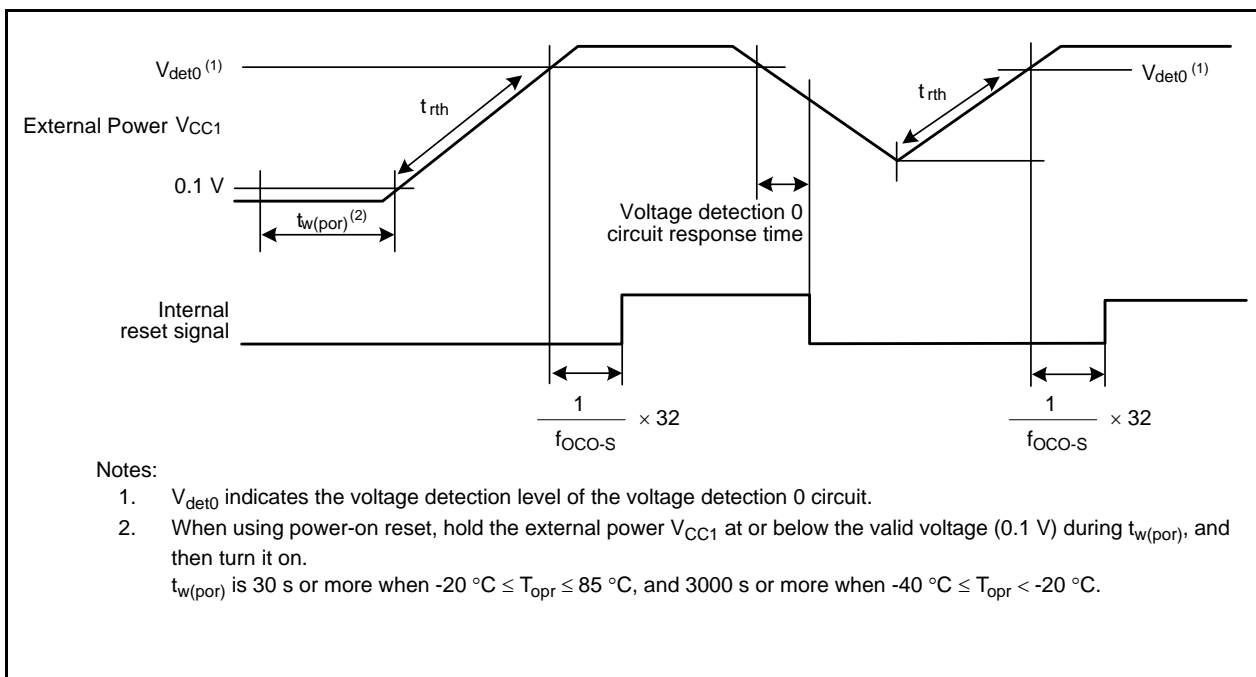 Vdet0 (1)
Vdet0 (1)
trth
trth
External Power VCC1
0.1 V
tw(por)(2)
Voltage detection 0
circuit response time
Internal
reset signal
1
fOCO-S
× 32
1
fOCO-S
× 32
Notes:
1. Vdet0 indicates the voltage detection level of the voltage detection 0 circuit.
2. When using power-on reset, hold the external power VCC1 at or below the valid voltage (0.1 V) during tw(por), and
then turn it on.
tw(por) is 30 s or more when -20 °C ≤ Topr ≤ 85 °C, and 3000 s or more when -40 °C ≤ Topr < -20 °C.